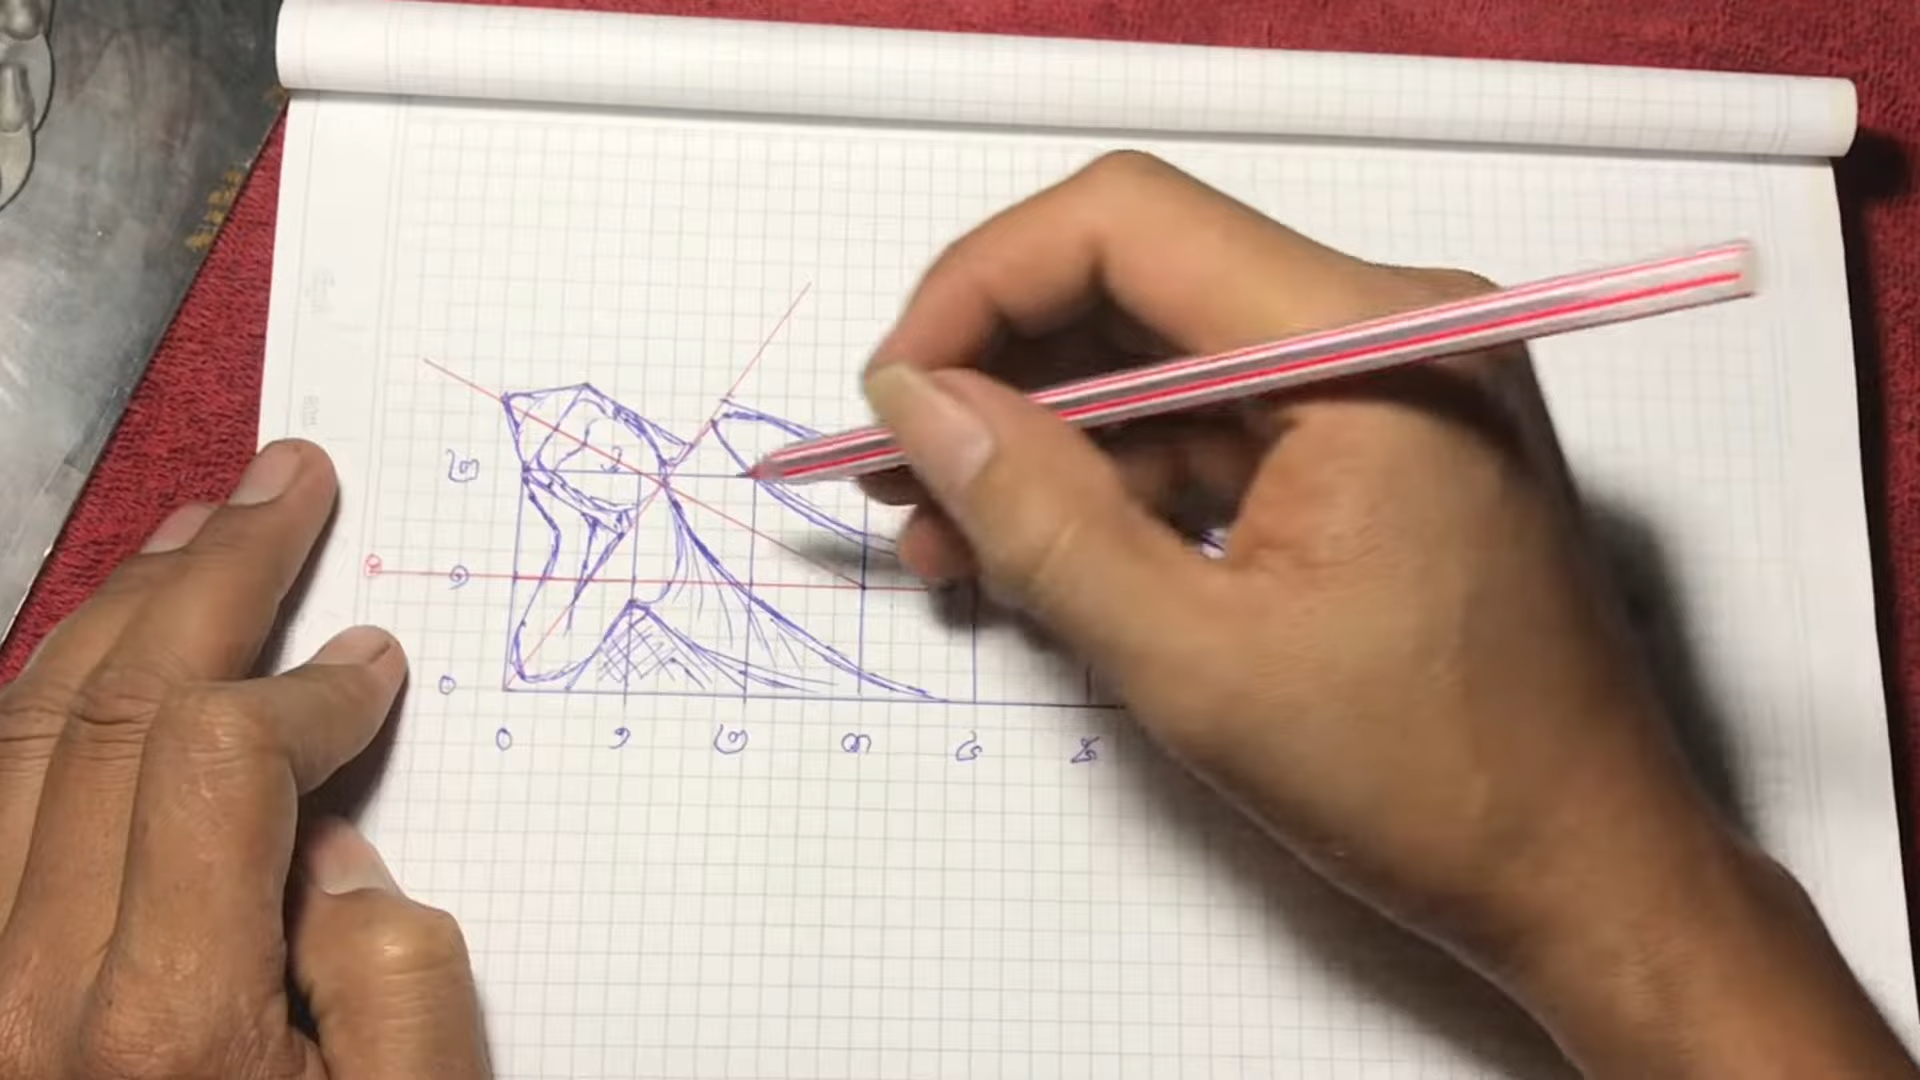 ๒
๑
๐
๐ ๑ ๒ ๓ ๔ ๕